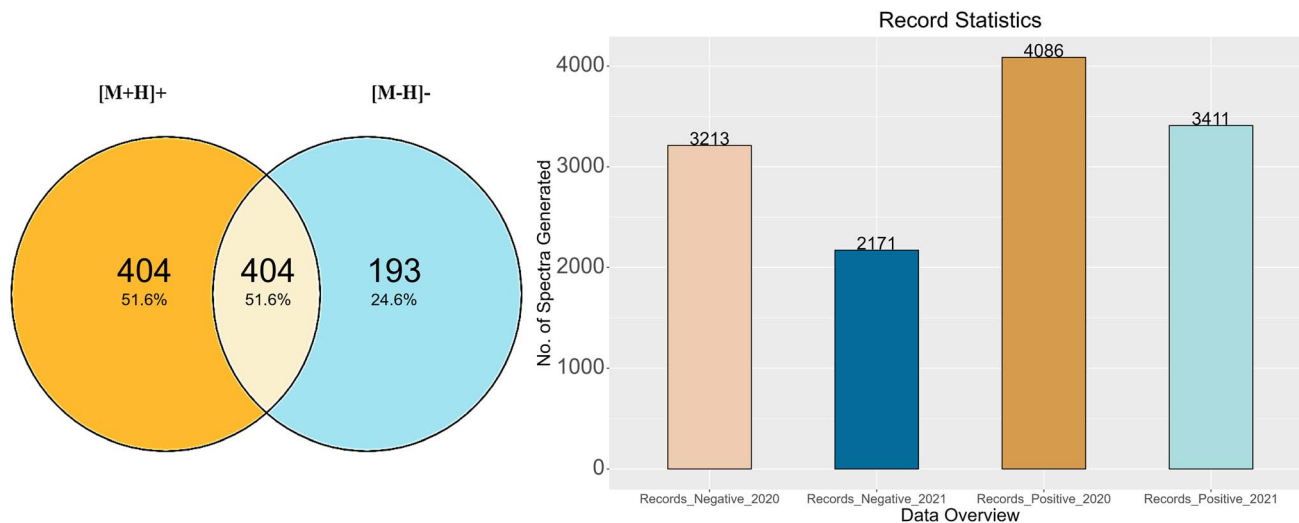 [M+H]+
[M-H]-
404
51.6%
404
51.6%
193
24.6%
Record Statistics
No. of Spectra Generated
4000
3000
2000
1000
0
3213
2171
4086
3411
Records_Negative_2020
Records_Negative_2021
Records_Positive_2020
Records_Positive_2021
Data Overview